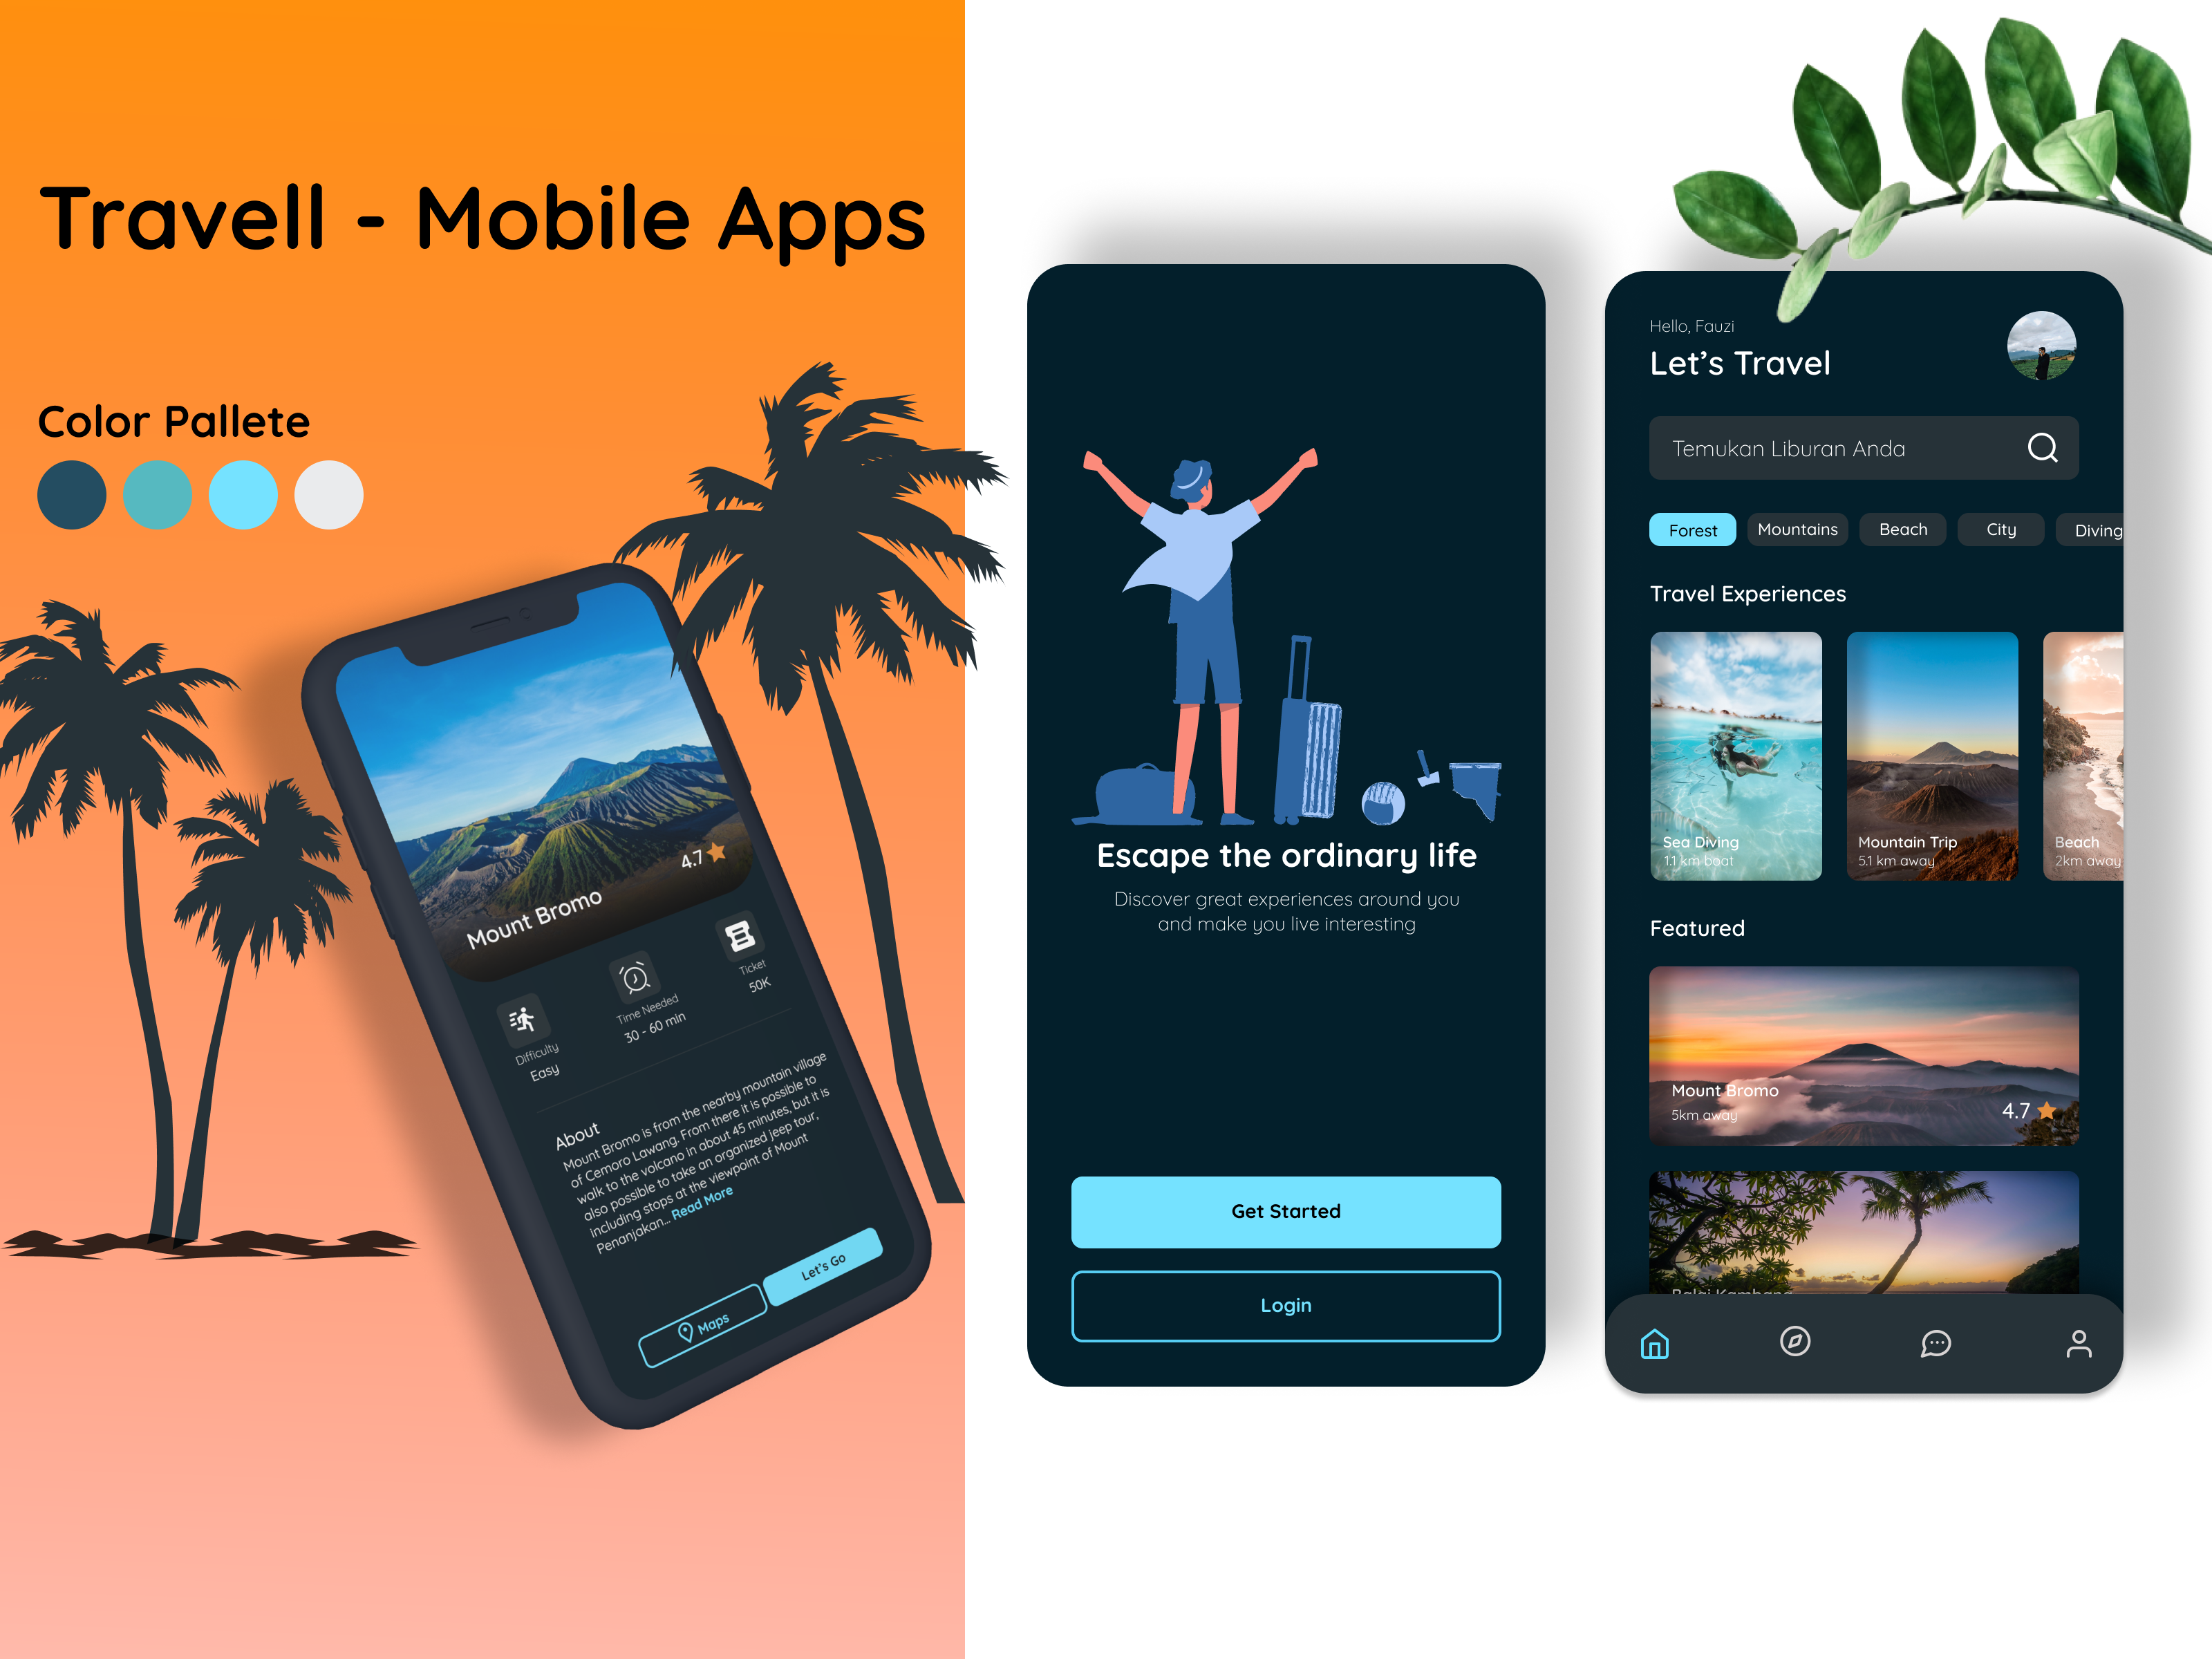 Travell - Mobile Apps
Color Pallete
Mount Bromo
4.7
Difficulty
Easy
Time Needed
30 - 60 min
Ticket
50K
About
Mount Bromo is from the nearby mountain village
of Cemoro Lawang. From there it is possible to
walk to the volcano in about 45 minutes, but it is
also possible to take an organized jeep tour,
including stops at the viewpoint of Mount
Penanjakan... Read More
Maps
Let's Go
Escape the ordinary life
Discover great experiences around you
and make you live interesting
Get Started
Login
Hello, Fauzi
Let's Travel
Temukan Liburan Anda
Forest
Mountains
Beach
City
Diving
Travel Experiences
Sea Diving
1.1 km boat
Mountain Trip
5.1 km away
Beach
2km away
Featured
Mount Bromo
5km away
4.7